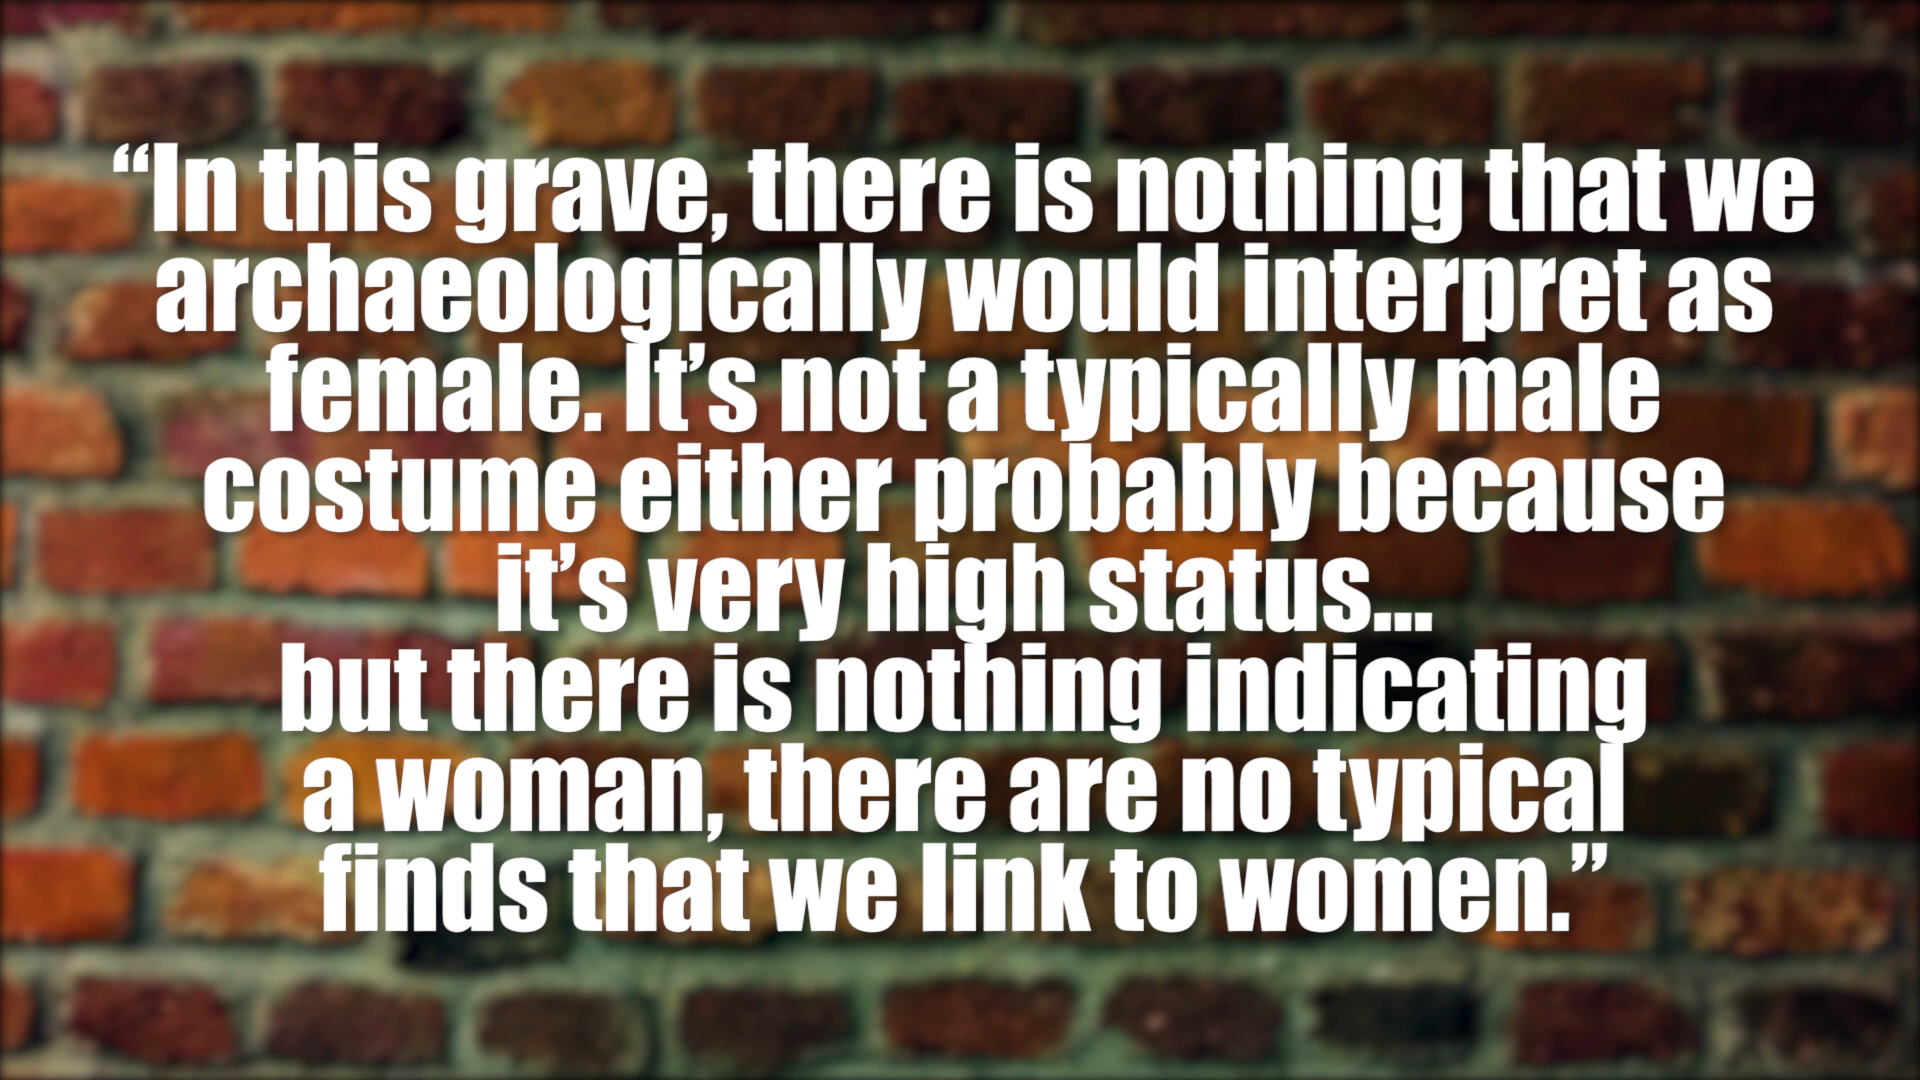 “In this grave, there is nothing that we
archaeologically would interpret as
female. It’s not a typically male
costume either probably because
it’s very high status...
but there is nothing indicating
a woman, there are no typical
finds that we link to women.”